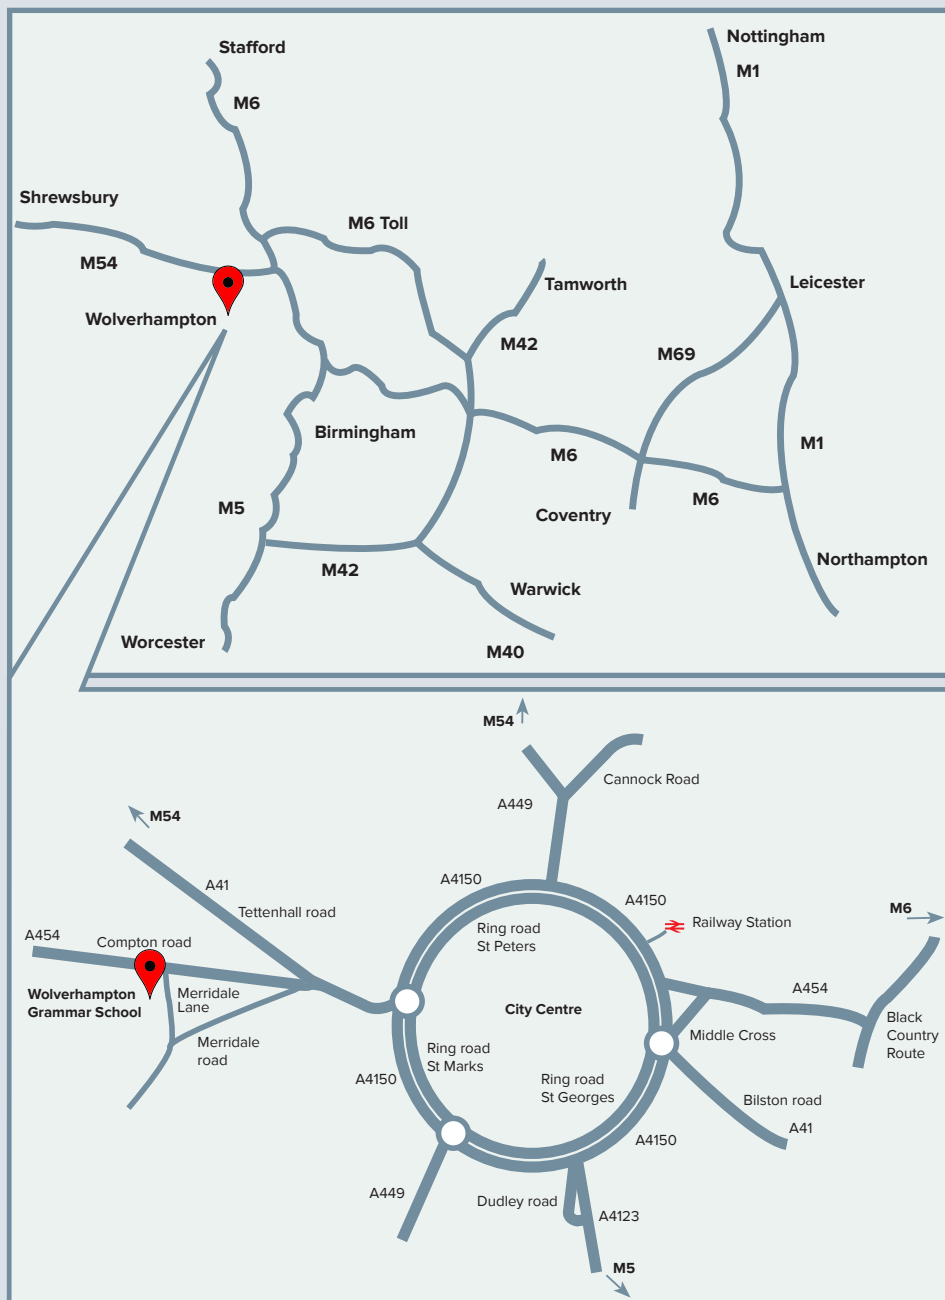 Stafford
Nottingham
M1
M6
Shrewsbury
M6 Toll
M54
Tamworth
Leicester
Wolverhampton
M42
M69
Birmingham
M1
M6
M6
M5
Coventry
M42
Northampton
Warwick
Worcester
M40
M54
Cannock Road
A449
M54
A41
A4150
A4150
Tettenhall road
Railway Station
M6
A454
Compton road
Ring road
St Peters
Wolverhampton
Grammar School
Merridale
Lane
City Centre
A454
Black
Country
Route
Middle Cross
Merridale
road
Ring road
St Marks
A4150
Ring road
St Georges
Bilston road
A41
A4150
A449
Dudley road
A4123
M5